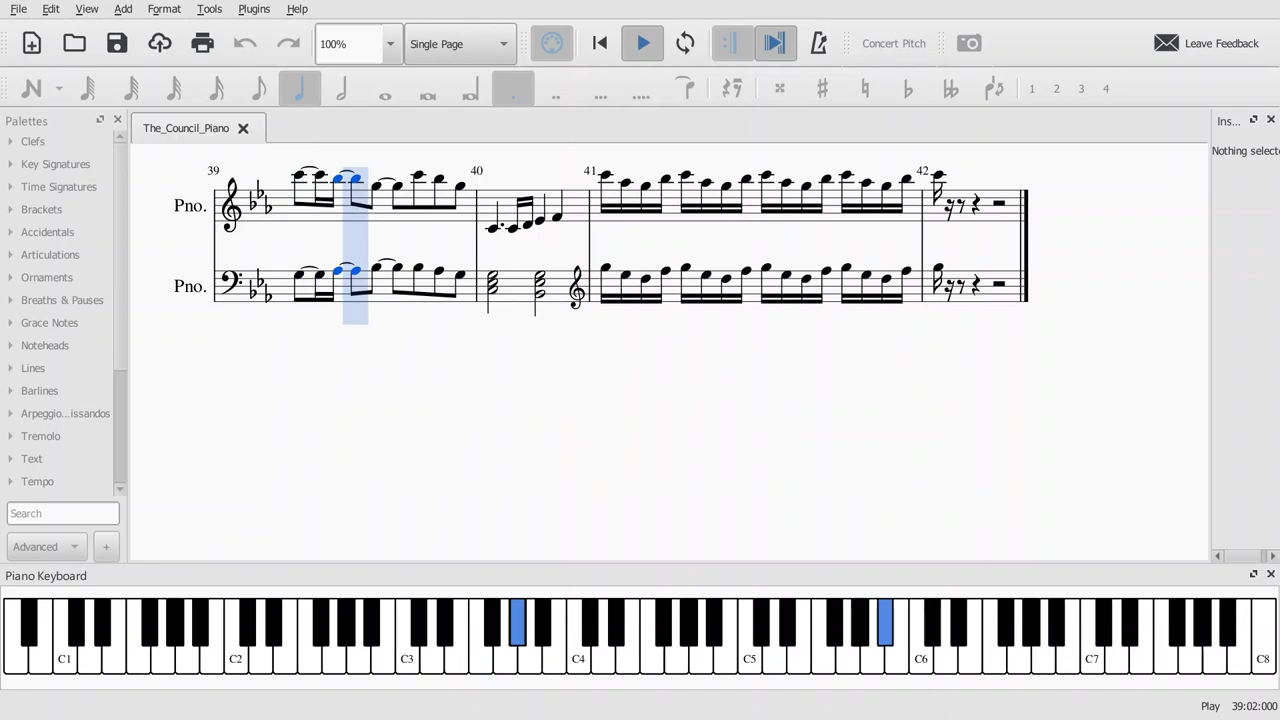 File Edit View Add Format Tools Plugins Help
100% Single Page Concert Pitch Leave Feedback
1 2 3 4
Palettes
The_Council_Piano
Ins...
Clefs
Nothing select
Key Signatures
Time Signatures
Brackets
Accidentals
Articulations
Ornaments
Breaths & Pauses
Grace Notes
Noteheads
Lines
Barlines
Arpeggio...issandos
Tremolo
Text
Tempo
Search
Advanced +
39 40 41 42
Pno.
Pno.
Piano Keyboard
C1 C2 C3 C4 C5 C6 C7 C8
Play 39:02:000